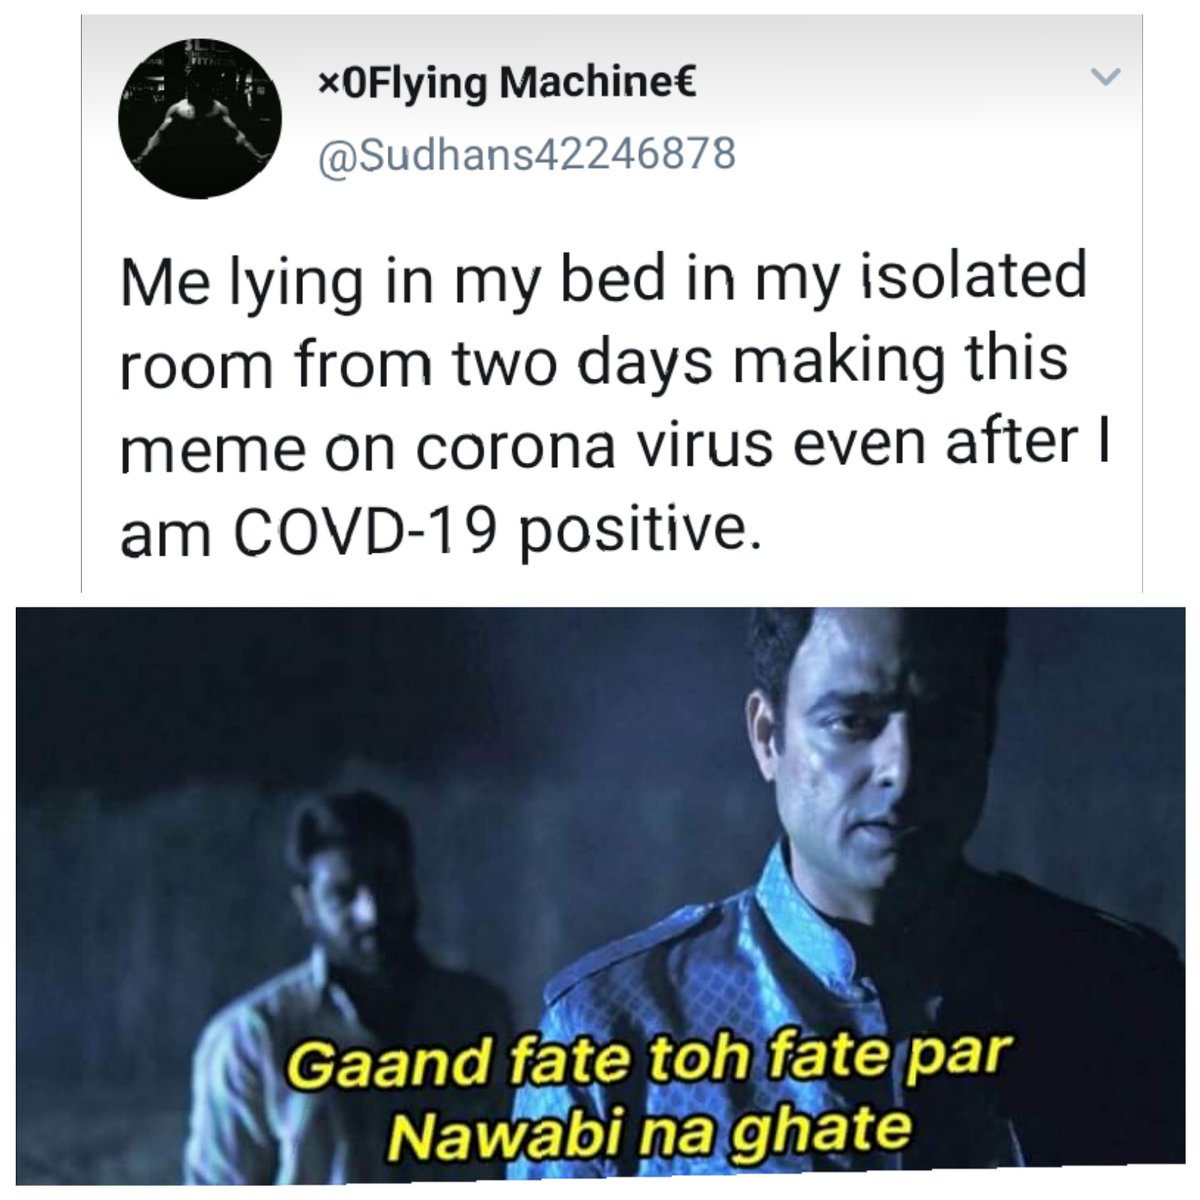 ×0Flying Machine€
@Sudhans42246878
Me lying in my bed in my isolated
room from two days making this
meme on corona virus even after I
am COVD-19 positive.
Gaand fate toh fate par
Nawabi na ghate